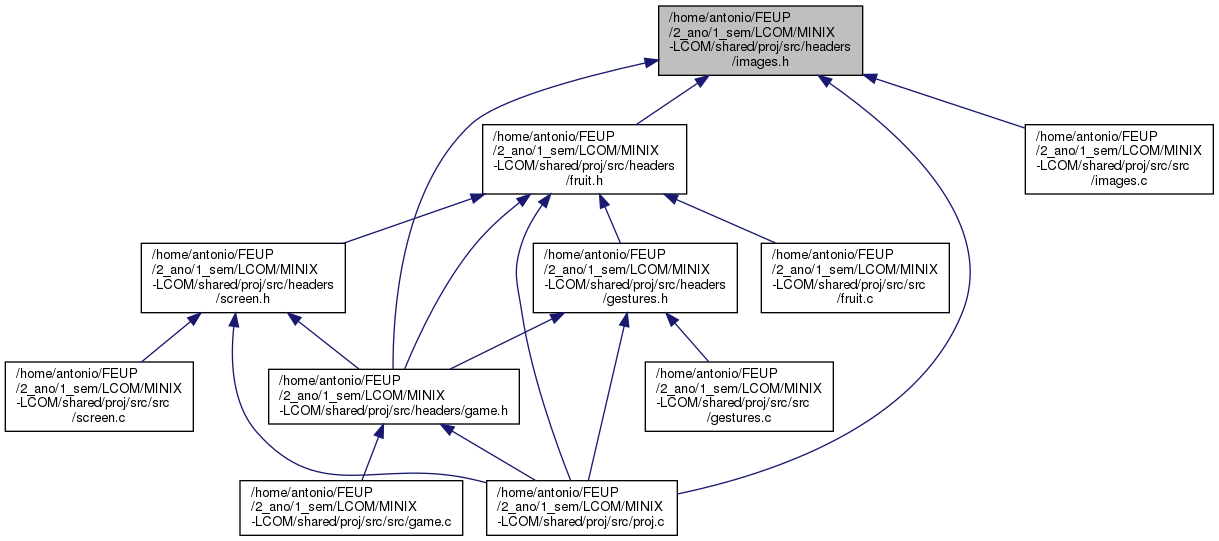 /home/antonio/FEUP
/2_ano/1_sem/LCOM/MINIX
-LCOM/shared/proj/src/headers
/images.h
/home/antonio/FEUP
/2_ano/1_sem/LCOM/MINIX
-LCOM/shared/proj/src/headers
/fruit.h
/home/antonio/FEUP
/2_ano/1_sem/LCOM/MINIX
-LCOM/shared/proj/src/src
/images.c
/home/antonio/FEUP
/2_ano/1_sem/LCOM/MINIX
-LCOM/shared/proj/src/headers
/screen.h
/home/antonio/FEUP
/2_ano/1_sem/LCOM/MINIX
-LCOM/shared/proj/src/headers
/gestures.h
/home/antonio/FEUP
/2_ano/1_sem/LCOM/MINIX
-LCOM/shared/proj/src/src
/fruit.c
/home/antonio/FEUP
/2_ano/1_sem/LCOM/MINIX
-LCOM/shared/proj/src/src
/screen.c
/home/antonio/FEUP
/2_ano/1_sem/LCOM/MINIX
-LCOM/shared/proj/src/headers/game.h
/home/antonio/FEUP
/2_ano/1_sem/LCOM/MINIX
-LCOM/shared/proj/src/src
/gestures.c
/home/antonio/FEUP
/2_ano/1_sem/LCOM/MINIX
-LCOM/shared/proj/src/src/game.c
/home/antonio/FEUP
/2_ano/1_sem/LCOM/MINIX
-LCOM/shared/proj/src/proj.c